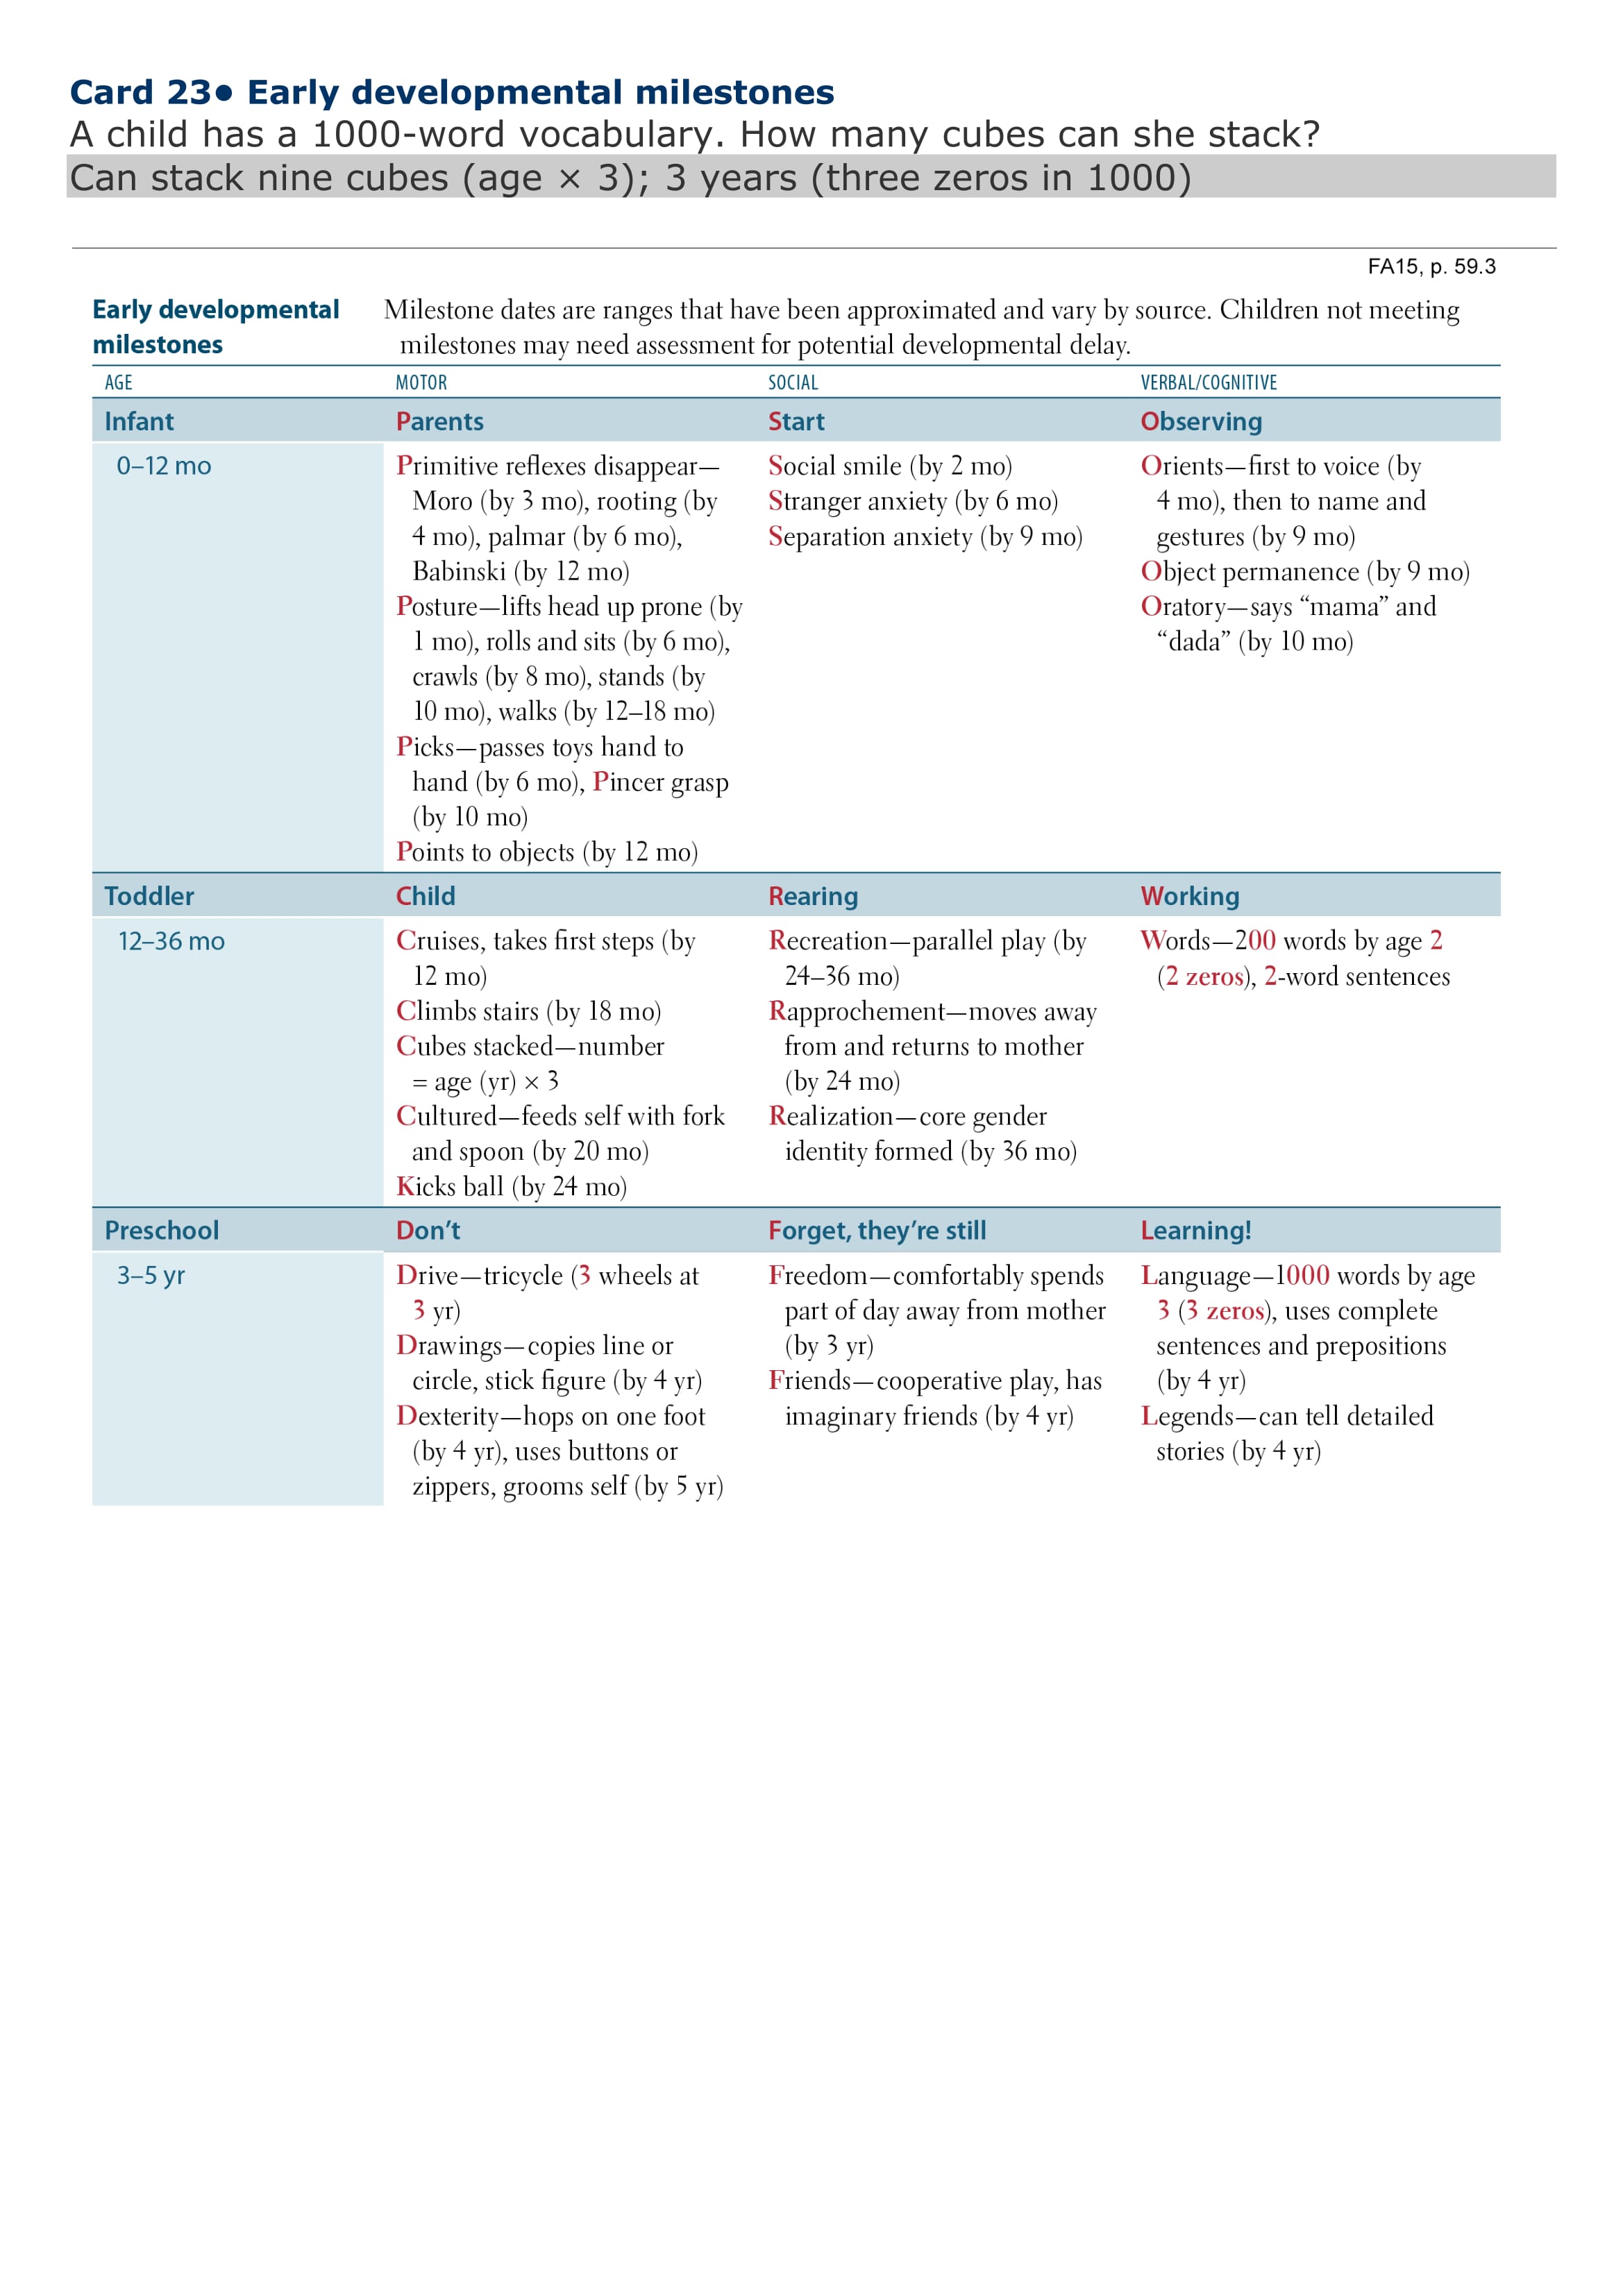 Card 23● Early developmental milestones
A child has a 1000-word vocabulary. How many cubes can she stack?
Can stack nine cubes (age × 3); 3 years (three zeros in 1000)
FA15, p. 59.3
Early developmental milestones
Milestone dates are ranges that have been approximated and vary by source. Children not meeting
milestones may need assessment for potential developmental delay.
AGE MOTOR SOCIAL VERBAL/COGNITIVE
Infant Parents Start Observing
0–12 mo
Primitive reflexes disappear—
Moro (by 3 mo), rooting (by
4 mo), palmar (by 6 mo),
Babinski (by 12 mo)
Posture—lifts head up prone (by
1 mo), rolls and sits (by 6 mo),
crawls (by 8 mo), stands (by
10 mo), walks (by 12–18 mo)
Picks—passes toys hand to
hand (by 6 mo), Pincer grasp
(by 10 mo)
Points to objects (by 12 mo)
Social smile (by 2 mo)
Stranger anxiety (by 6 mo)
Separation anxiety (by 9 mo)
Orients—first to voice (by
4 mo), then to name and
gestures (by 9 mo)
Object permanence (by 9 mo)
Oratory—says “mama” and
“dada” (by 10 mo)
Toddler Child Rearing Working
12–36 mo
Cruises, takes first steps (by
12 mo)
Climbs stairs (by 18 mo)
Cubes stacked—number
= age (yr) × 3
Cultured—feeds self with fork
and spoon (by 20 mo)
Kicks ball (by 24 mo)
Recreation—parallel play (by
24–36 mo)
Rapprochement—moves away
from and returns to mother
(by 24 mo)
Realization—core gender
identity formed (by 36 mo)
Words—200 words by age 2
(2 zeros), 2-word sentences
Preschool Don’t Forget, they’re still Learning!
3–5 yr
Drive—tricycle (3 wheels at
3 yr)
Drawings—copies line or
circle, stick figure (by 4 yr)
Dexterity—hops on one foot
(by 4 yr), uses buttons or
zippers, grooms self (by 5 yr)
Freedom—comfortably spends
part of day away from mother
(by 3 yr)
Friends—cooperative play, has
imaginary friends (by 4 yr)
Language—1000 words by age
3 (3 zeros), uses complete
sentences and prepositions
(by 4 yr)
Legends—can tell detailed
stories (by 4 yr)